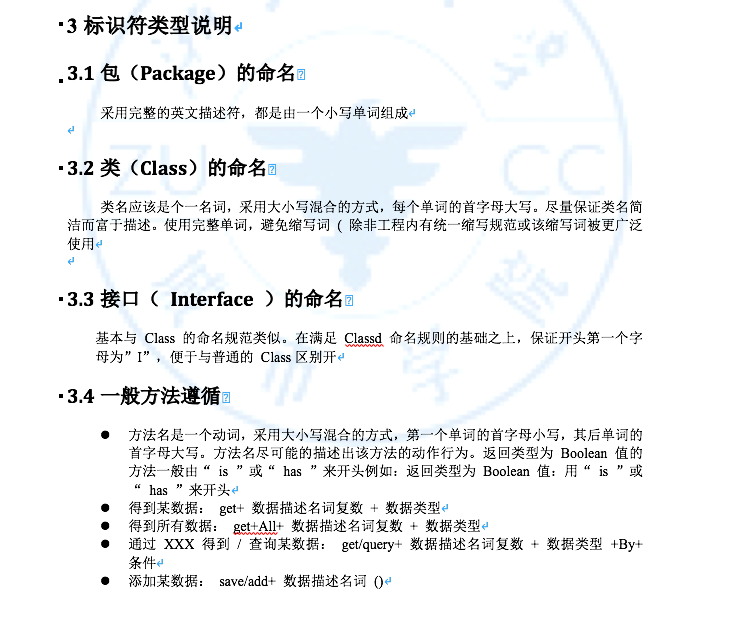 3 标识符类型说明
3.1 包（Package）的命名
采用完整的英文描述符，都是由一个小写单词组成
3.2 类（Class）的命名
类名应该是个一名词，采用大小写混合的方式，每个单词的首字母大写。尽量保证类名简
洁而富于描述。使用完整单词，避免缩写词 ( 除非工程内有统一缩写规范或该缩写词被更广泛
使用
3.3 接口（ Interface ）的命名
基本与 Class 的命名规范类似。在满足 Classd 命名规则的基础之上，保证开头第一个字
母为”I”，便于与普通的 Class 区别开
3.4 一般方法遵循
● 方法名是一个动词，采用大小写混合的方式，第一个单词的首字母小写，其后单词的
首字母大写。方法名尽可能的描述出该方法的动作行为。返回类型为 Boolean 值的
方法一般由“ is ”或“ has ”来开头例如：返回类型为 Boolean 值：用“ is ”或
“ has ”来开头
● 得到某数据： get+ 数据描述名词复数 + 数据类型
● 得到所有数据： get+All+ 数据描述名词复数 + 数据类型
● 通过 XXX 得到 / 查询某数据： get/query+ 数据描述名词复数 + 数据类型 +By+
条件
● 添加某数据： save/add+ 数据描述名词 ()
ZU CC